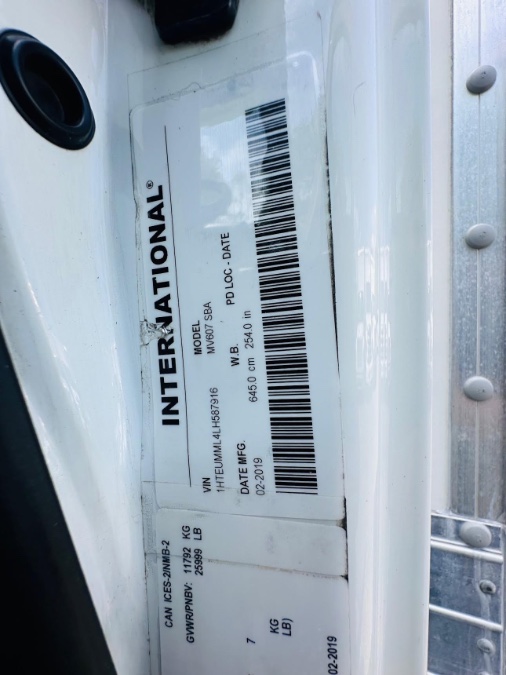 INTERNATIONAL®
VIN MODEL
1HTEUMML4LH587916 MV607 SBA
DATE MFG. W.B. PD LOC - DATE
02-2019 645.0 cm 254.0 in
CAN ICES-2/NMB-2
GVWR/PNBV: 11792 KG
25999 LB
7 KG
LB)
02-2019